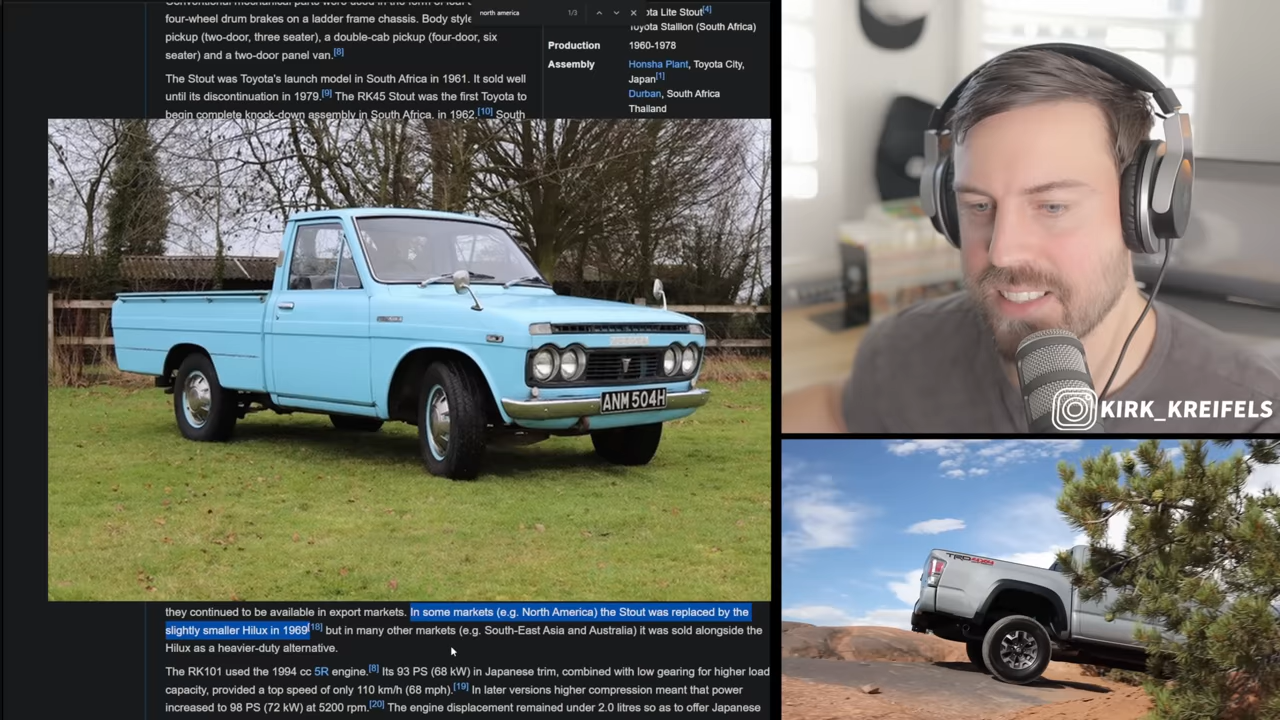 Conventional mechanical parts were used in the form of four
four-wheel drum brakes on a ladder frame chassis. Body style
pickup (two-door, three seater), a double-cab pickup (four-door, six
seater) and a two-door panel van.[8]
The Stout was Toyota's launch model in South Africa in 1961. It sold well
until its discontinuation in 1979.[9] The RK45 Stout was the first Toyota to
begin complete knock-down assembly in South Africa, in 1962.[10] South
north america
1/3
ota Lite Stout[4]
Toyota Stallion (South Africa)
Production 1960-1978
Assembly Honsha Plant, Toyota City,
Japan[1]
Durban, South Africa
Thailand
ANM 504H
they continued to be available in export markets. In some markets (e.g. North America) the Stout was replaced by the
slightly smaller Hilux in 1969[18] but in many other markets (e.g. South-East Asia and Australia) it was sold alongside the
Hilux as a heavier-duty alternative.
The RK101 used the 1994 cc 5R engine.[8] Its 93 PS (68 kW) in Japanese trim, combined with low gearing for higher load
capacity, provided a top speed of only 110 km/h (68 mph).[19] In later versions higher compression meant that power
increased to 98 PS (72 kW) at 5200 rpm.[20] The engine displacement remained under 2.0 litres so as to offer Japanese
KIRK_KREIFELS
TRD 4x4